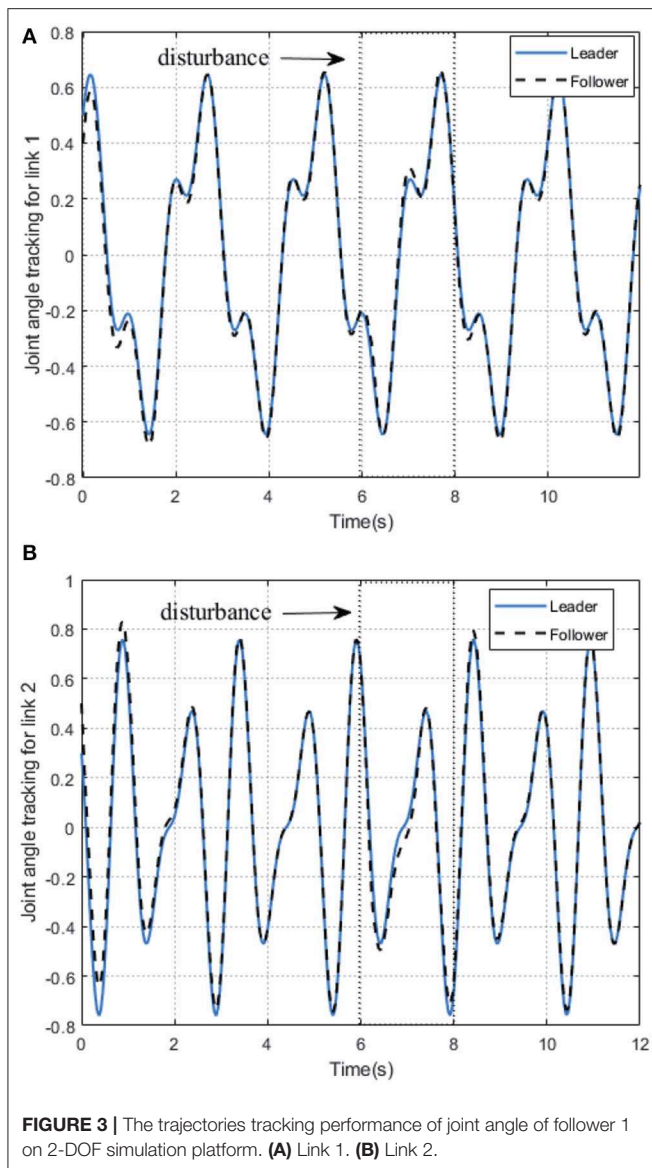 A
0.8
0.6
0.4
0.2
0
-0.2
-0.4
-0.6
-0.8
Joint angle tracking for link 1
disturbance
Leader
Follower
0 2 4 6 8 10
Time(s)
B
1
0.8
0.6
0.4
0.2
0
-0.2
-0.4
-0.6
-0.8
Joint angle tracking for link 2
disturbance
Leader
Follower
0 2 4 6 8 10 12
Time(s)
FIGURE 3 | The trajectories tracking performance of joint angle of follower 1
on 2-DOF simulation platform. (A) Link 1. (B) Link 2.